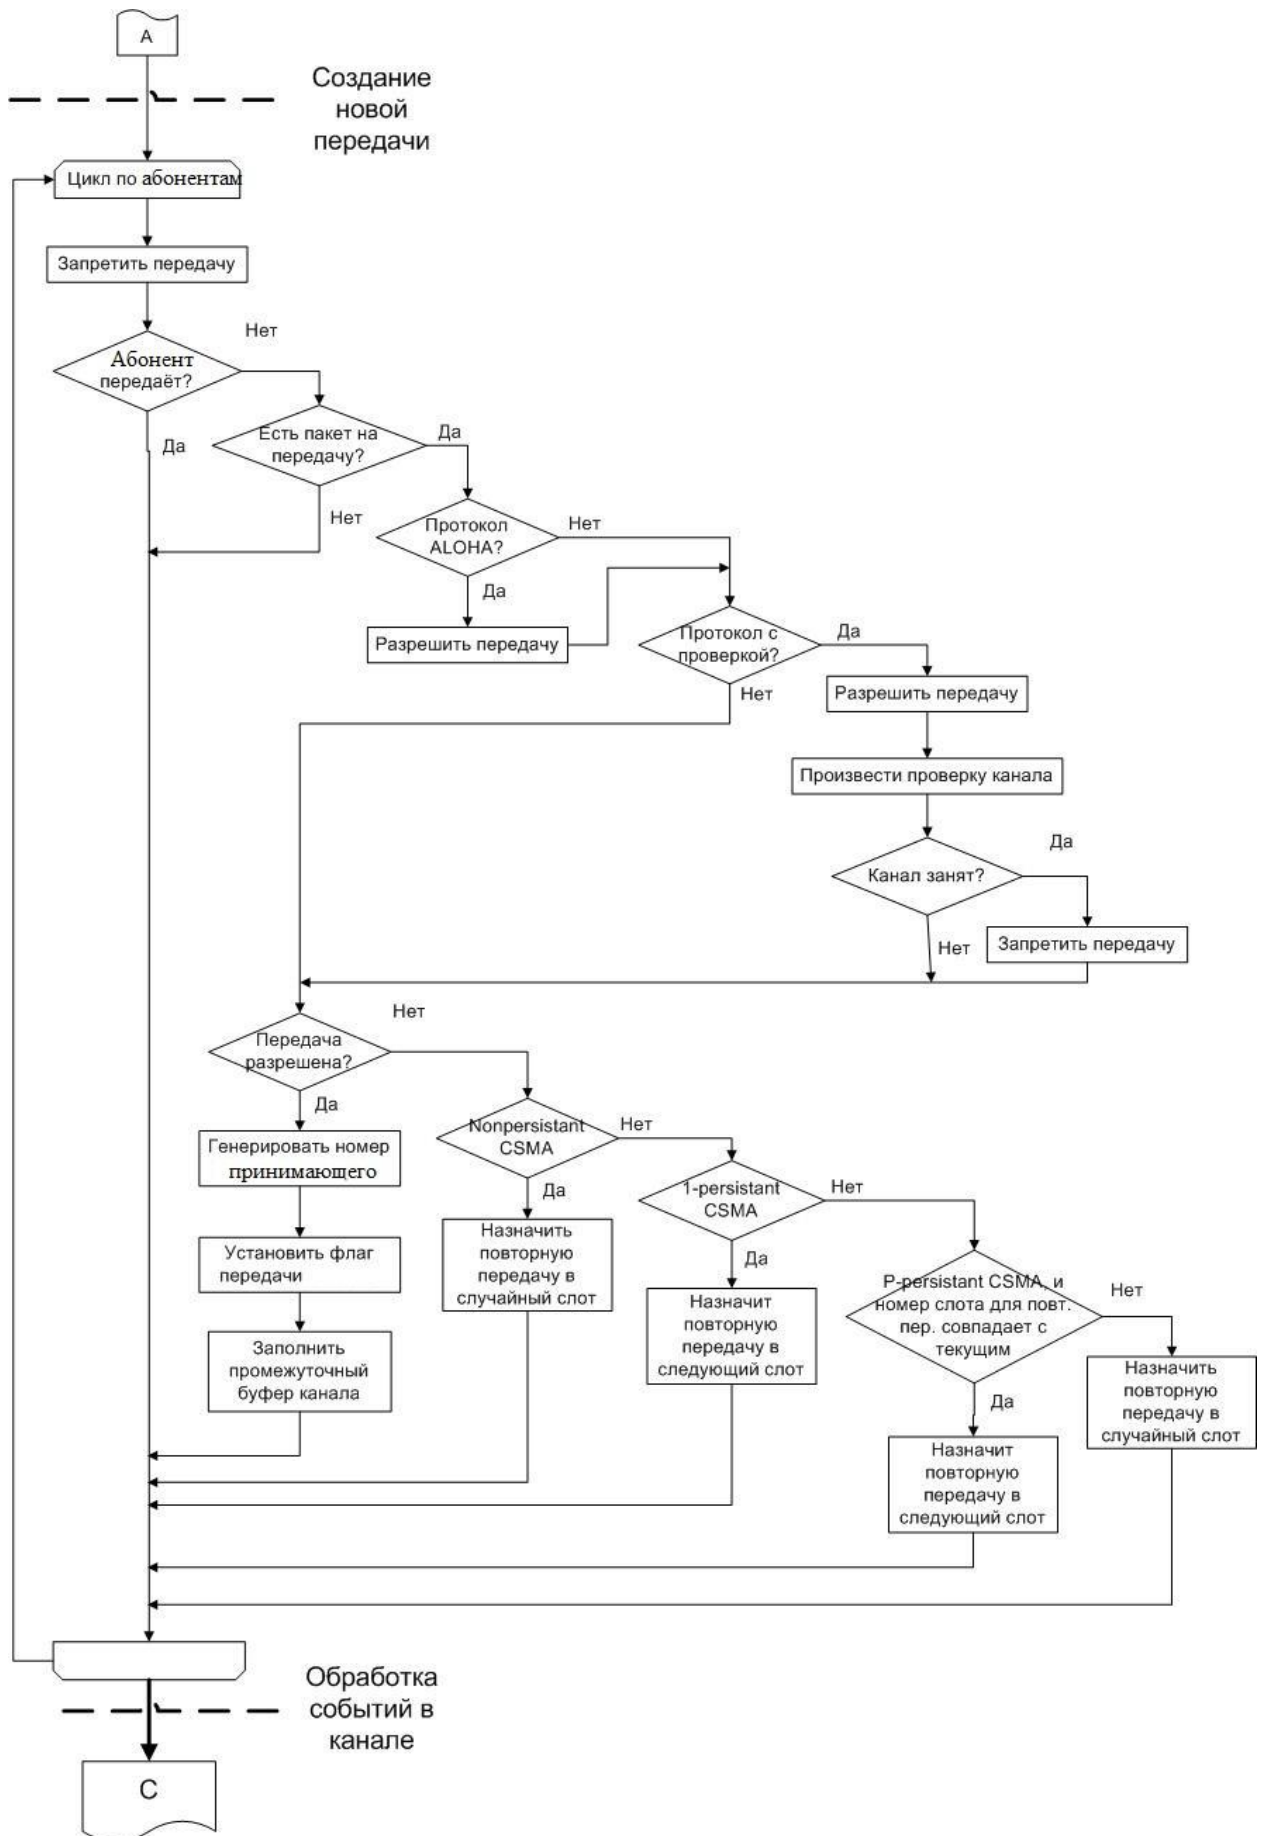 А
Создание
новой
передачи
Цикл по абонентам
Запретить передачу
Нет
Абонент
передаёт?
Да
Есть пакет на
передачу?
Да
Нет
Протокол
ALOHA?
Нет
Да
Разрешить передачу
Протокол с
проверкой?
Да
Нет
Разрешить передачу
Произвести проверку канала
Да
Канал занят?
Нет
Запретить передачу
Нет
Передача
разрешена?
Да
Nonpersistant
CSMA
Нет
Да
Генерировать номер
принимающего
1-persistant
CSMA
Нет
Да
Назначить
повторную
передачу в
случайный слот
Установить флаг
передачи
P-persistant CSMA, и
номер слота для повт.
пер. совпадает с
текущим
Нет
Да
Назначит
повторную
передачу в
следующий слот
Заполнить
промежуточный
буфер канала
Назначить
повторную
передачу в
случайный слот
Назначит
повторную
передачу в
следующий слот
Обработка
событий в
канале
С